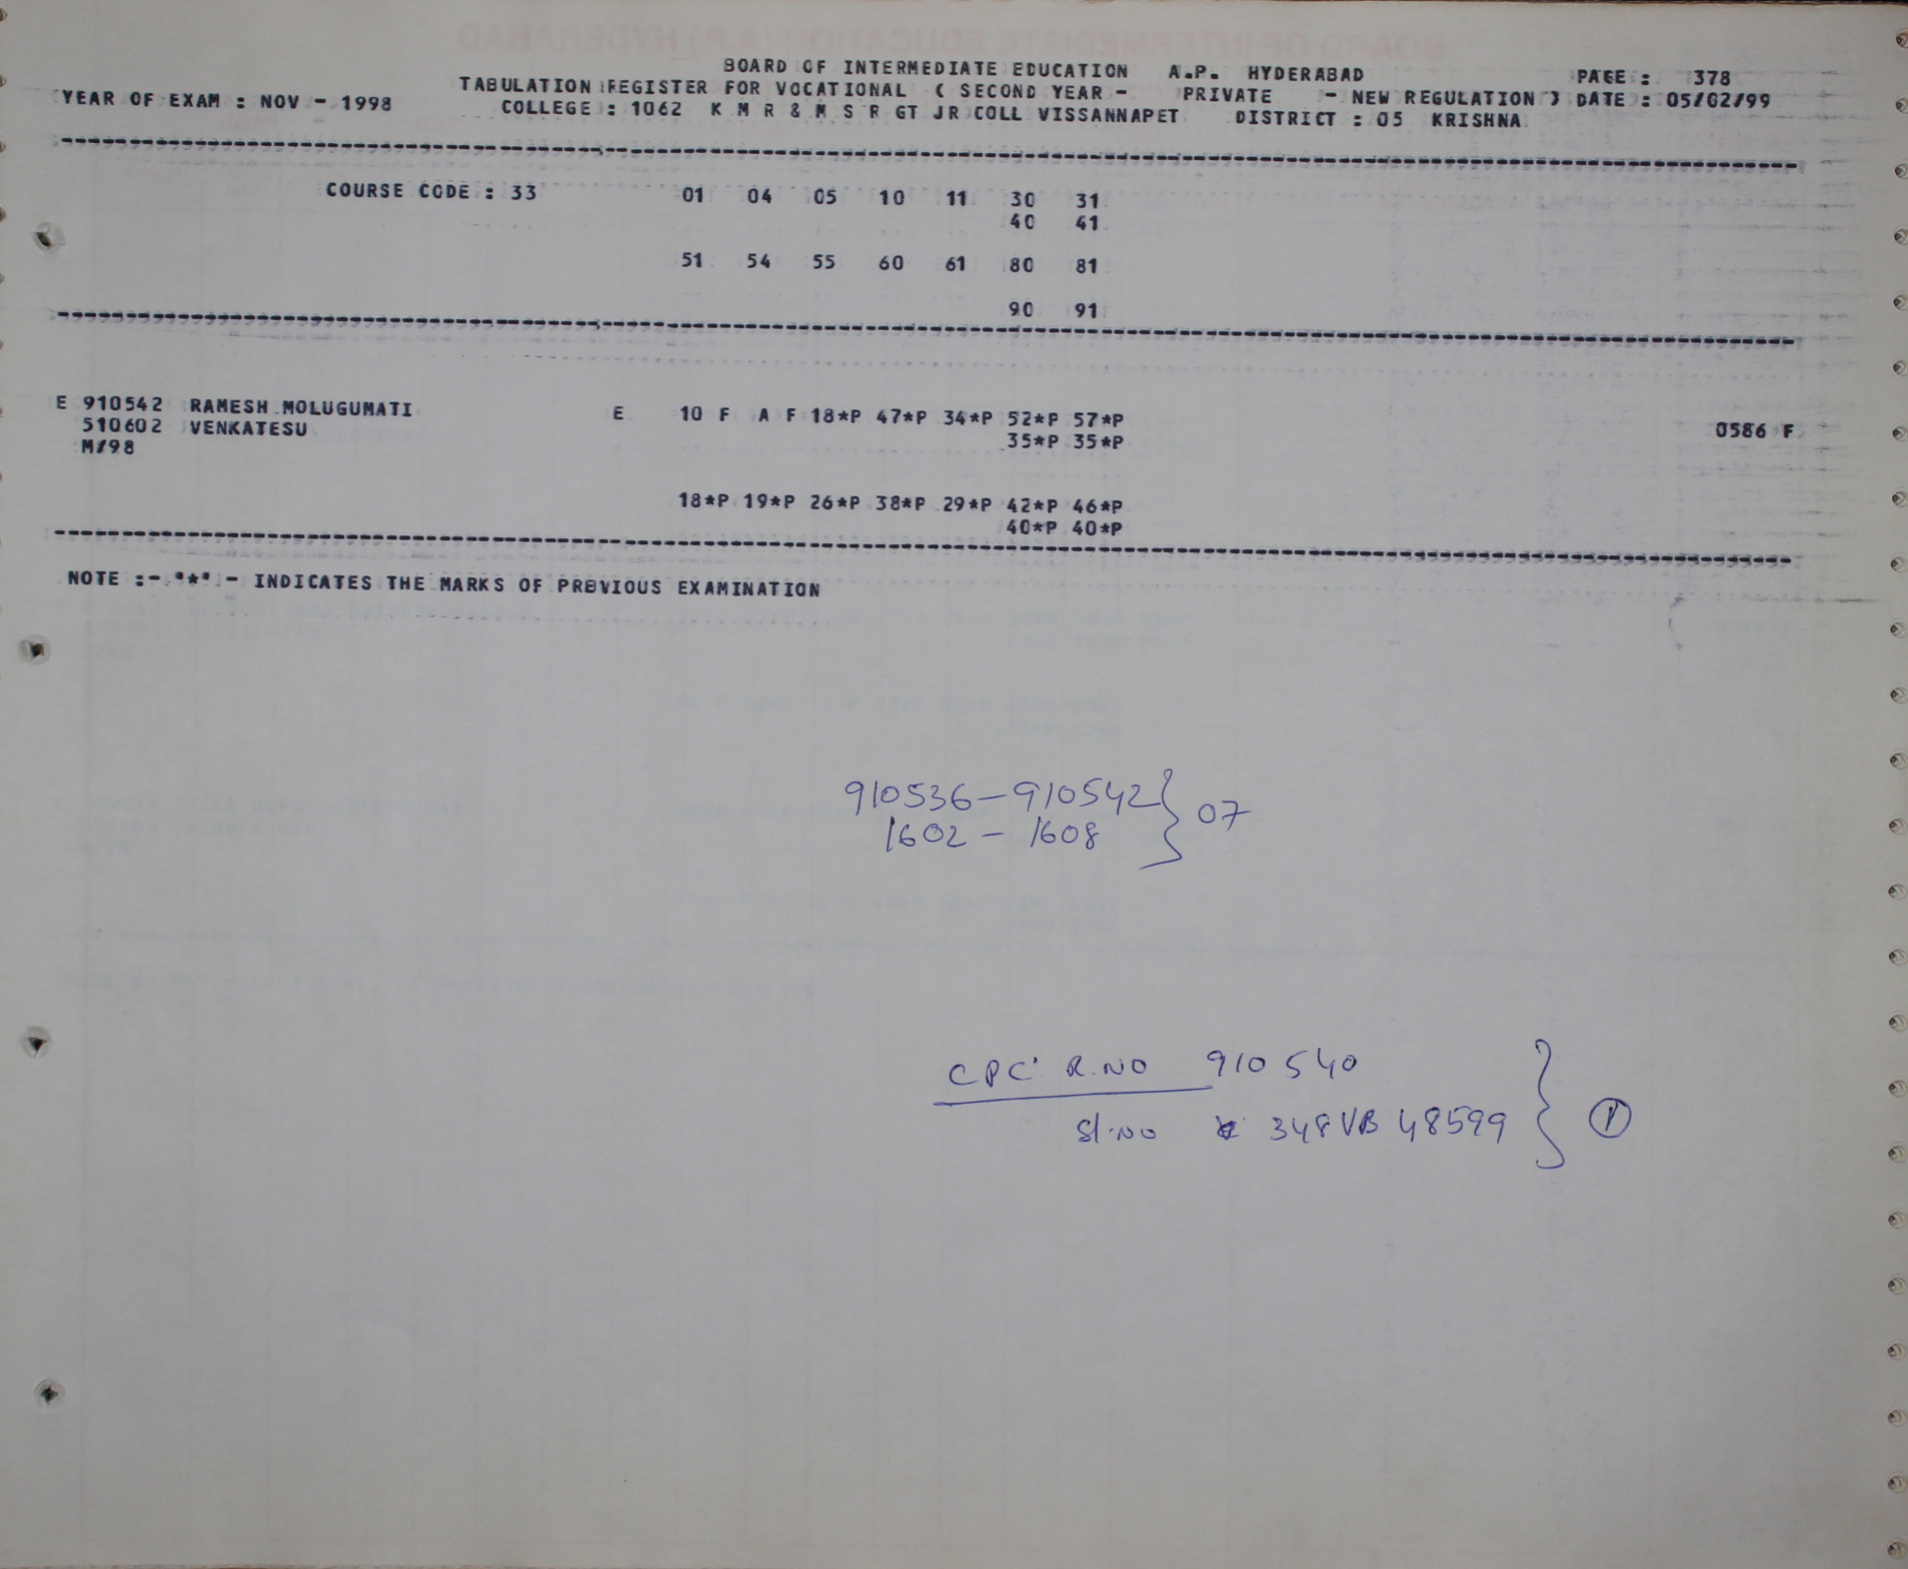 BOARD OF INTERMEDIATE EDUCATION A.P. HYDERABAD PAGE : 378
YEAR OF EXAM : NOV - 1998 TABULATION REGISTER FOR VOCATIONAL ( SECOND YEAR - PRIVATE - NEW REGULATION ) DATE : 05/02/99
COLLEGE : 1062 K M R & M S R GT JR COLL VISSANNAPET DISTRICT : 05 KRISHNA
COURSE CODE : 33 01 04 05 10 11 30 31
40 41
51 54 55 60 61 80 81
90 91
E 910542 RAMESH MOLUGUMATI E 10 F A F 18*P 47*P 34*P 52*P 57*P
510602 VENKATESU 35*P 35*P 0586 F
M/98
18*P 19*P 26*P 38*P 29*P 42*P 46*P
40*P 40*P
NOTE :- "*" - INDICATES THE MARKS OF PREVIOUS EXAMINATION
910536 - 910542 } 07
1602 - 1608
CPC R.NO 910540
Sl.NO 348VB 48599 } 1